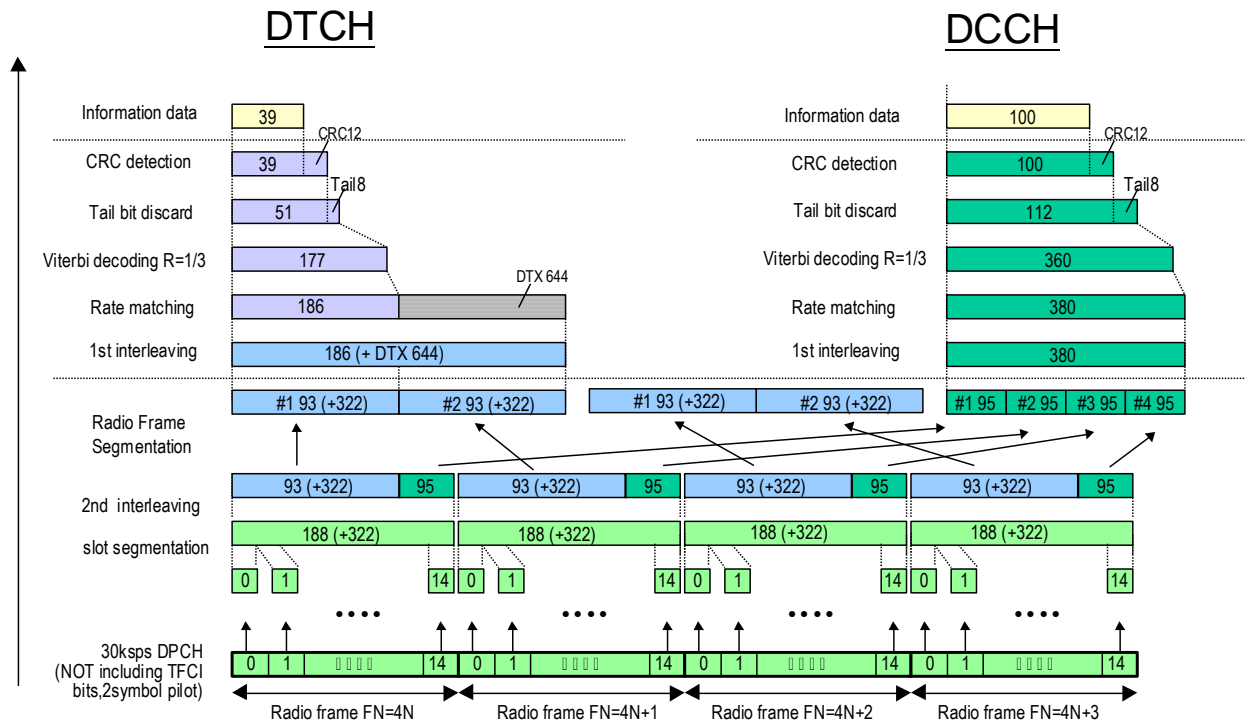 DTCH DCCH
Information data 39 Information data 100
CRC12 CRC12
CRC detection 39 CRC detection 100
Tail8 Tail8
Tail bit discard 51 Tail bit discard 112
Viterbi decoding R=1/3 177 Viterbi decoding R=1/3 360
DTX 644
Rate matching 186 Rate matching 380
1st interleaving 186 (+ DTX 644) 1st interleaving 380
#1 93 (+322) #2 93 (+322) #1 93 (+322) #2 93 (+322) #1 95 #2 95 #3 95 #4 95
Radio Frame
Segmentation
93 (+322) 95 93 (+322) 95 93 (+322) 95 93 (+322) 95
2nd interleaving
188 (+322) 188 (+322) 188 (+322) 188 (+322)
slot segmentation
0 1 14 0 1 14 0 1 14 0 1 14
•••• •••• •••• ••••
30ksps DPCH
(NOT including TFCI
bits,2symbol pilot)
0 1 14 0 1 14 0 1 14 0 1 14
Radio frame FN=4N Radio frame FN=4N+1 Radio frame FN=4N+2 Radio frame FN=4N+3